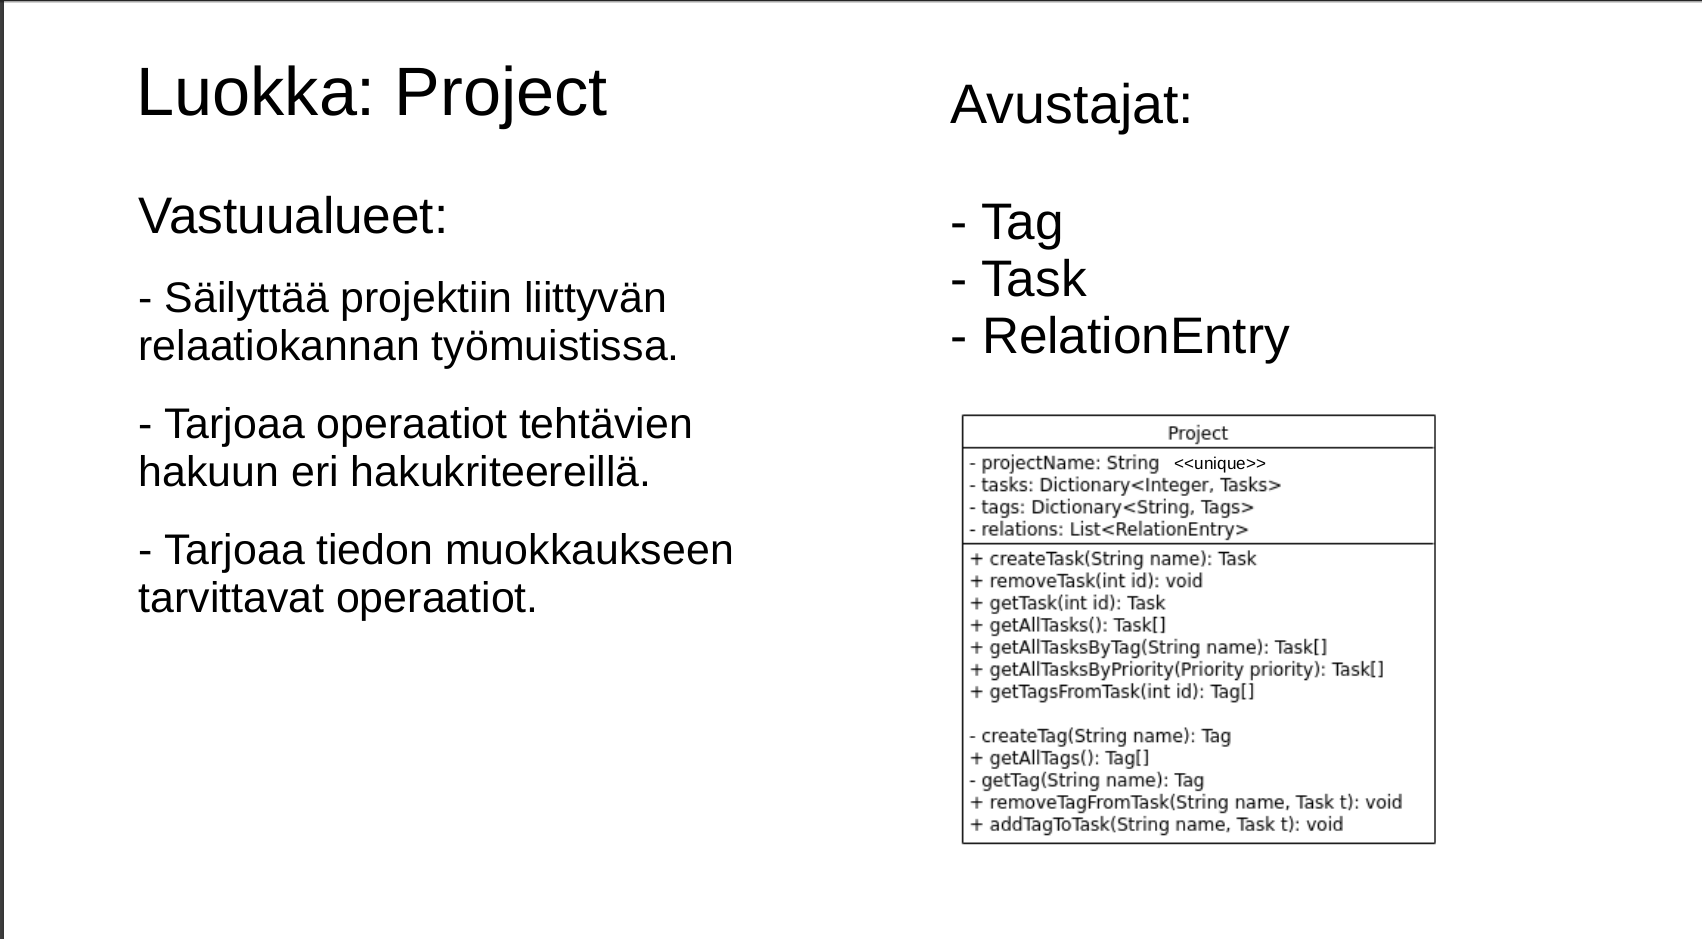 Luokka: Project
Vastuualueet:
- Säilyttää projektiin liittyvän
relaatiokannan työmuistissa.
- Tarjoaa operaatiot tehtävien
hakuun eri hakukriteereillä.
- Tarjoaa tiedon muokkaukseen
tarvittavat operaatiot.
Avustajat:
- Tag
- Task
- RelationEntry
Project
- projectName: String <<unique>>
- tasks: Dictionary<Integer, Tasks>
- tags: Dictionary<String, Tags>
- relations: List<RelationEntry>
+ createTask(String name): Task
+ removeTask(int id): void
+ getTask(int id): Task
+ getAllTasks(): Task[]
+ getAllTasksByTag(String name): Task[]
+ getAllTasksByPriority(Priority priority): Task[]
+ getTagsFromTask(int id): Tag[]
- createTag(String name): Tag
+ getAllTags(): Tag[]
- getTag(String name): Tag
+ removeTagFromTask(String name, Task t): void
+ addTagToTask(String name, Task t): void